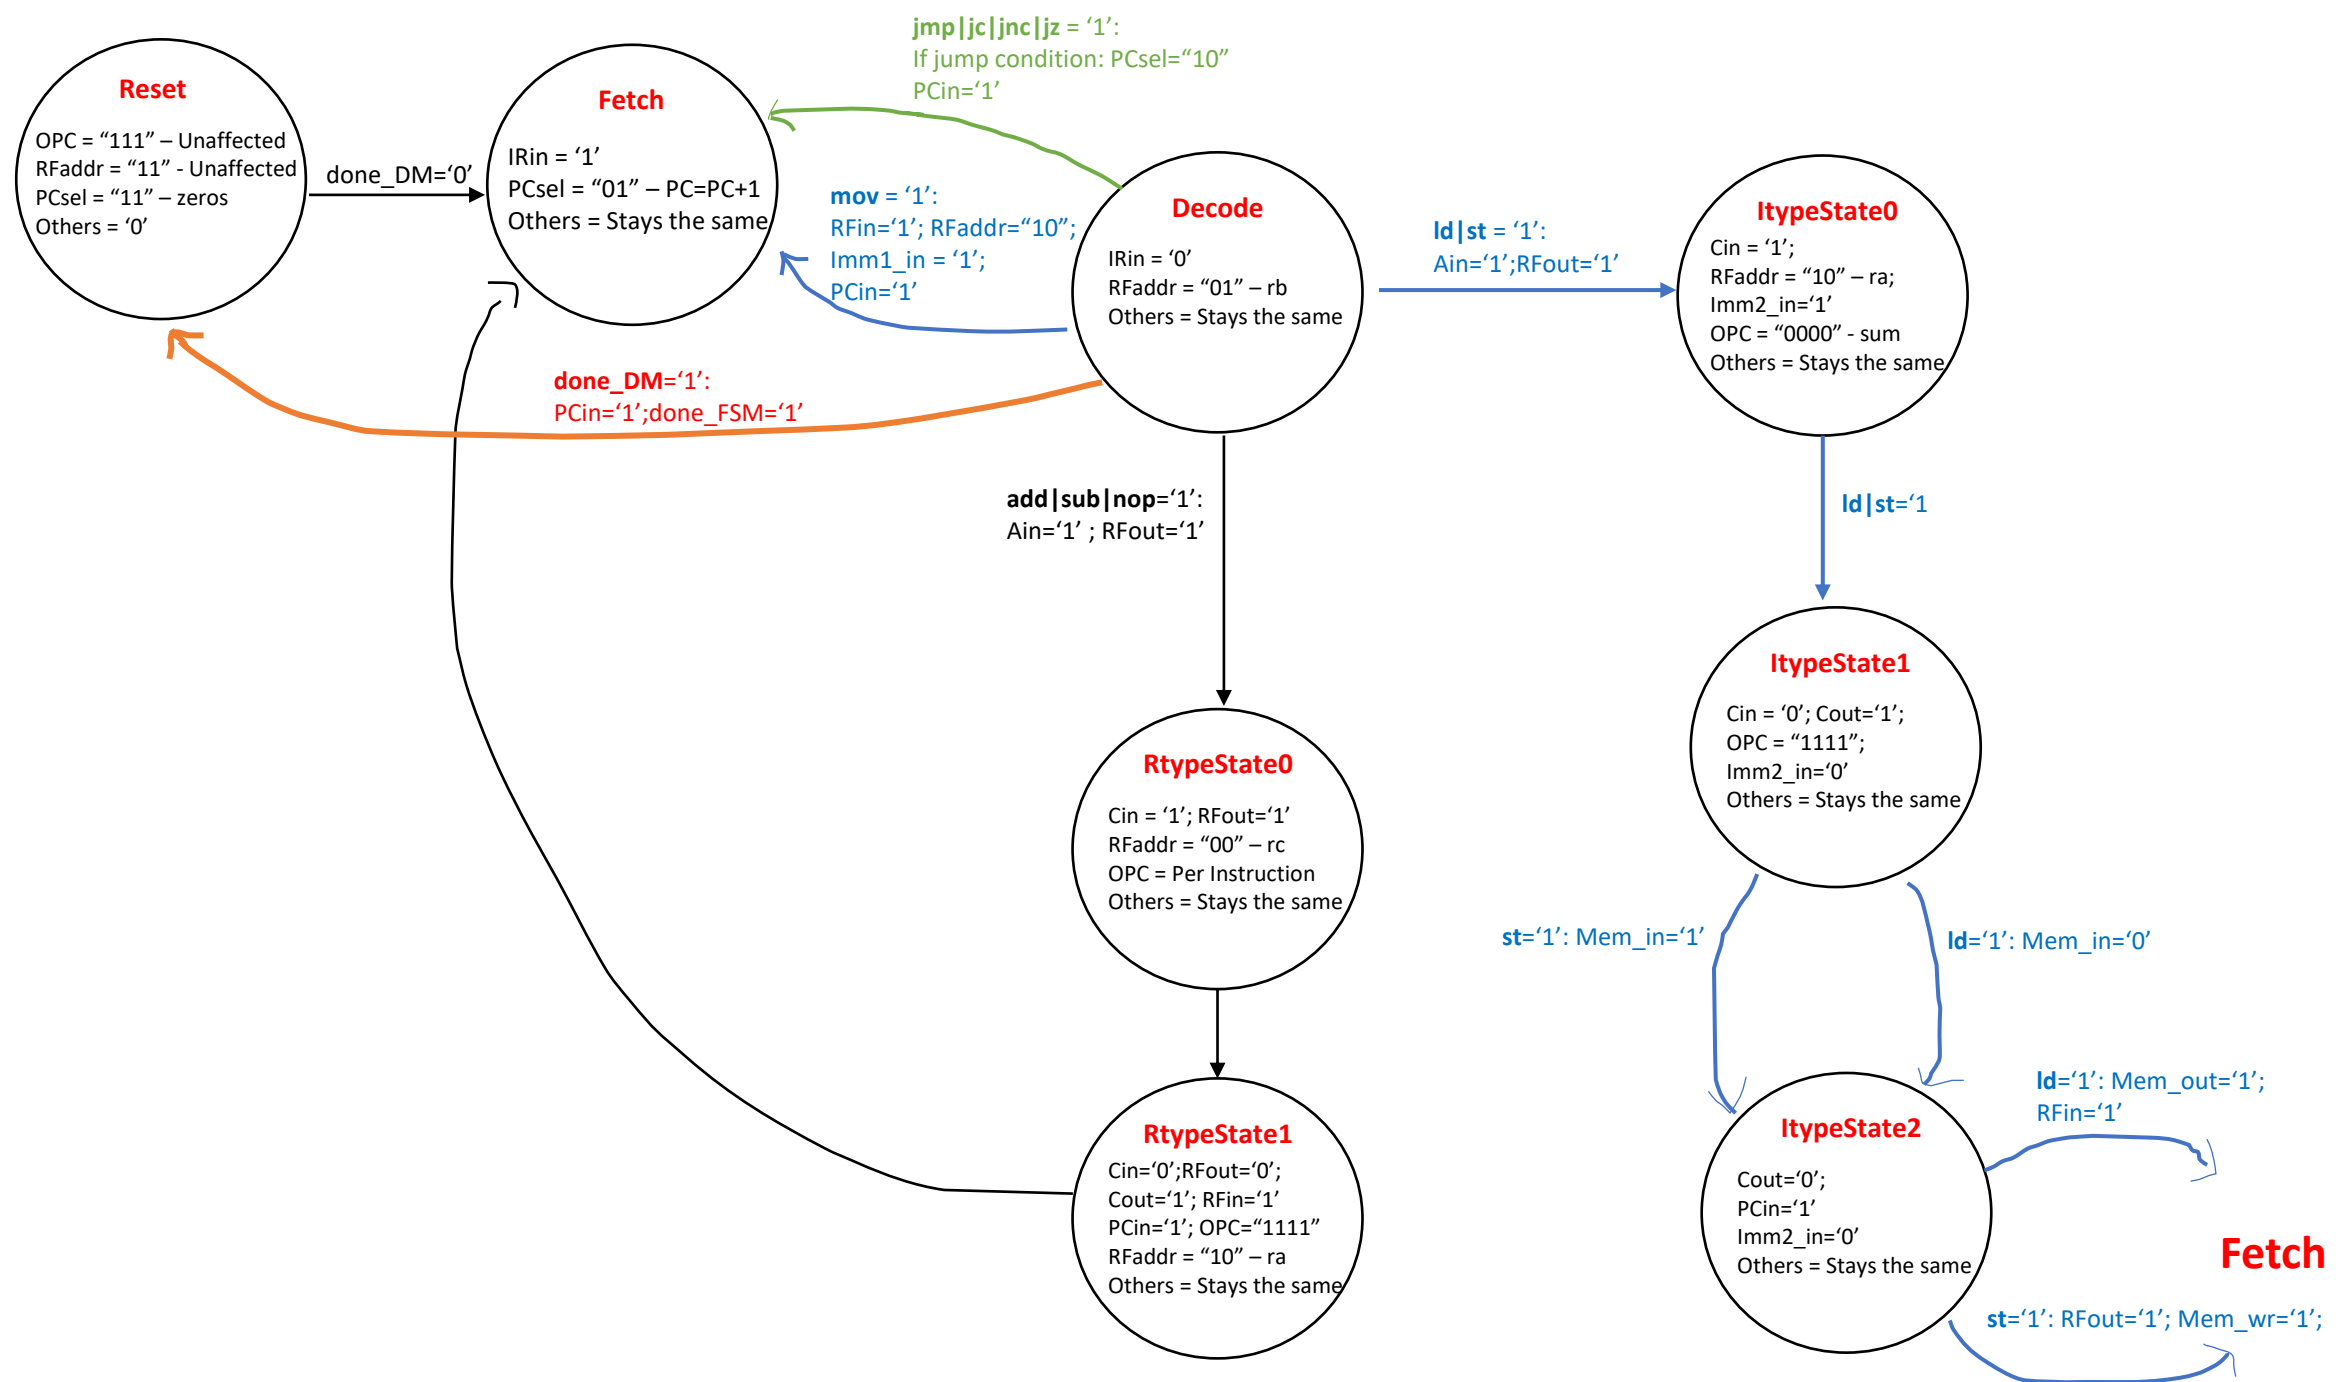 Reset
OPC = “111” – Unaffected
RFaddr = “11” - Unaffected
PCsel = “11” – zeros
Others = ‘0’
done_DM=‘0’
Fetch
IRin = ‘1’
PCsel = “01” – PC=PC+1
Others = Stays the same
jmp|jc|jnc|jz = ‘1’:
If jump condition: PCsel=“10”
PCin=‘1’
mov = ‘1’:
RFin=‘1’; RFaddr=“10”;
Imm1_in = ‘1’;
PCin=‘1’
done_DM=‘1’:
PCin=‘1’;done_FSM=‘1’
Decode
IRin = ‘0’
RFaddr = “01” – rb
Others = Stays the same
ld|st = ‘1’:
Ain=‘1’;RFout=‘1’
ItypeState0
Cin = ‘1’;
RFaddr = “10” – ra;
Imm2_in=‘1’
OPC = “0000” - sum
Others = Stays the same
add|sub|nop=‘1’:
Ain=‘1’ ; RFout=‘1’
ld|st=‘1
ItypeState1
Cin = ‘0’; Cout=‘1’;
OPC = “1111”;
Imm2_in=‘0’
Others = Stays the same
RtypeState0
Cin = ‘1’; RFout=‘1’
RFaddr = “00” – rc
OPC = Per Instruction
Others = Stays the same
st=‘1’: Mem_in=‘1’
ld=‘1’: Mem_in=‘0’
RtypeState1
Cin=‘0’;RFout=‘0’;
Cout=‘1’; RFin=‘1’
PCin=‘1’; OPC=“1111”
RFaddr = “10” – ra
Others = Stays the same
ItypeState2
Cout=‘0’;
PCin=‘1’
Imm2_in=‘0’
Others = Stays the same
ld=‘1’: Mem_out=‘1’;
RFin=‘1’
Fetch
st=‘1’: RFout=‘1’; Mem_wr=‘1’;